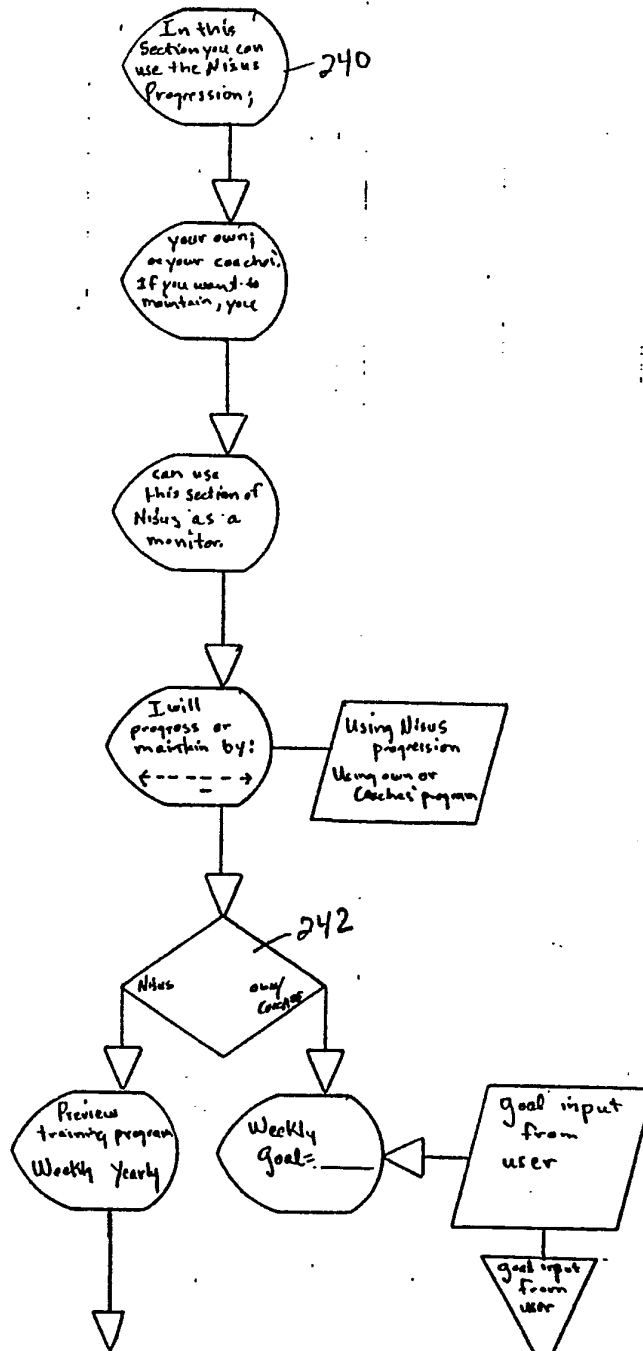 In this
Section you can
use the Nisus
Progression;
240
your own;
or your coaches.
If you want to
maintain, you
can use
this section of
Nisus as a
monitor.
I will
progress or
maintain by:
Using Nisus
progression
Using own or
Coaches' program
242
Nisus
own/
Coaches
Preview
training program
Weekly Yearly
Weekly
Goal=____
goal input
from
user
goal input
from
user